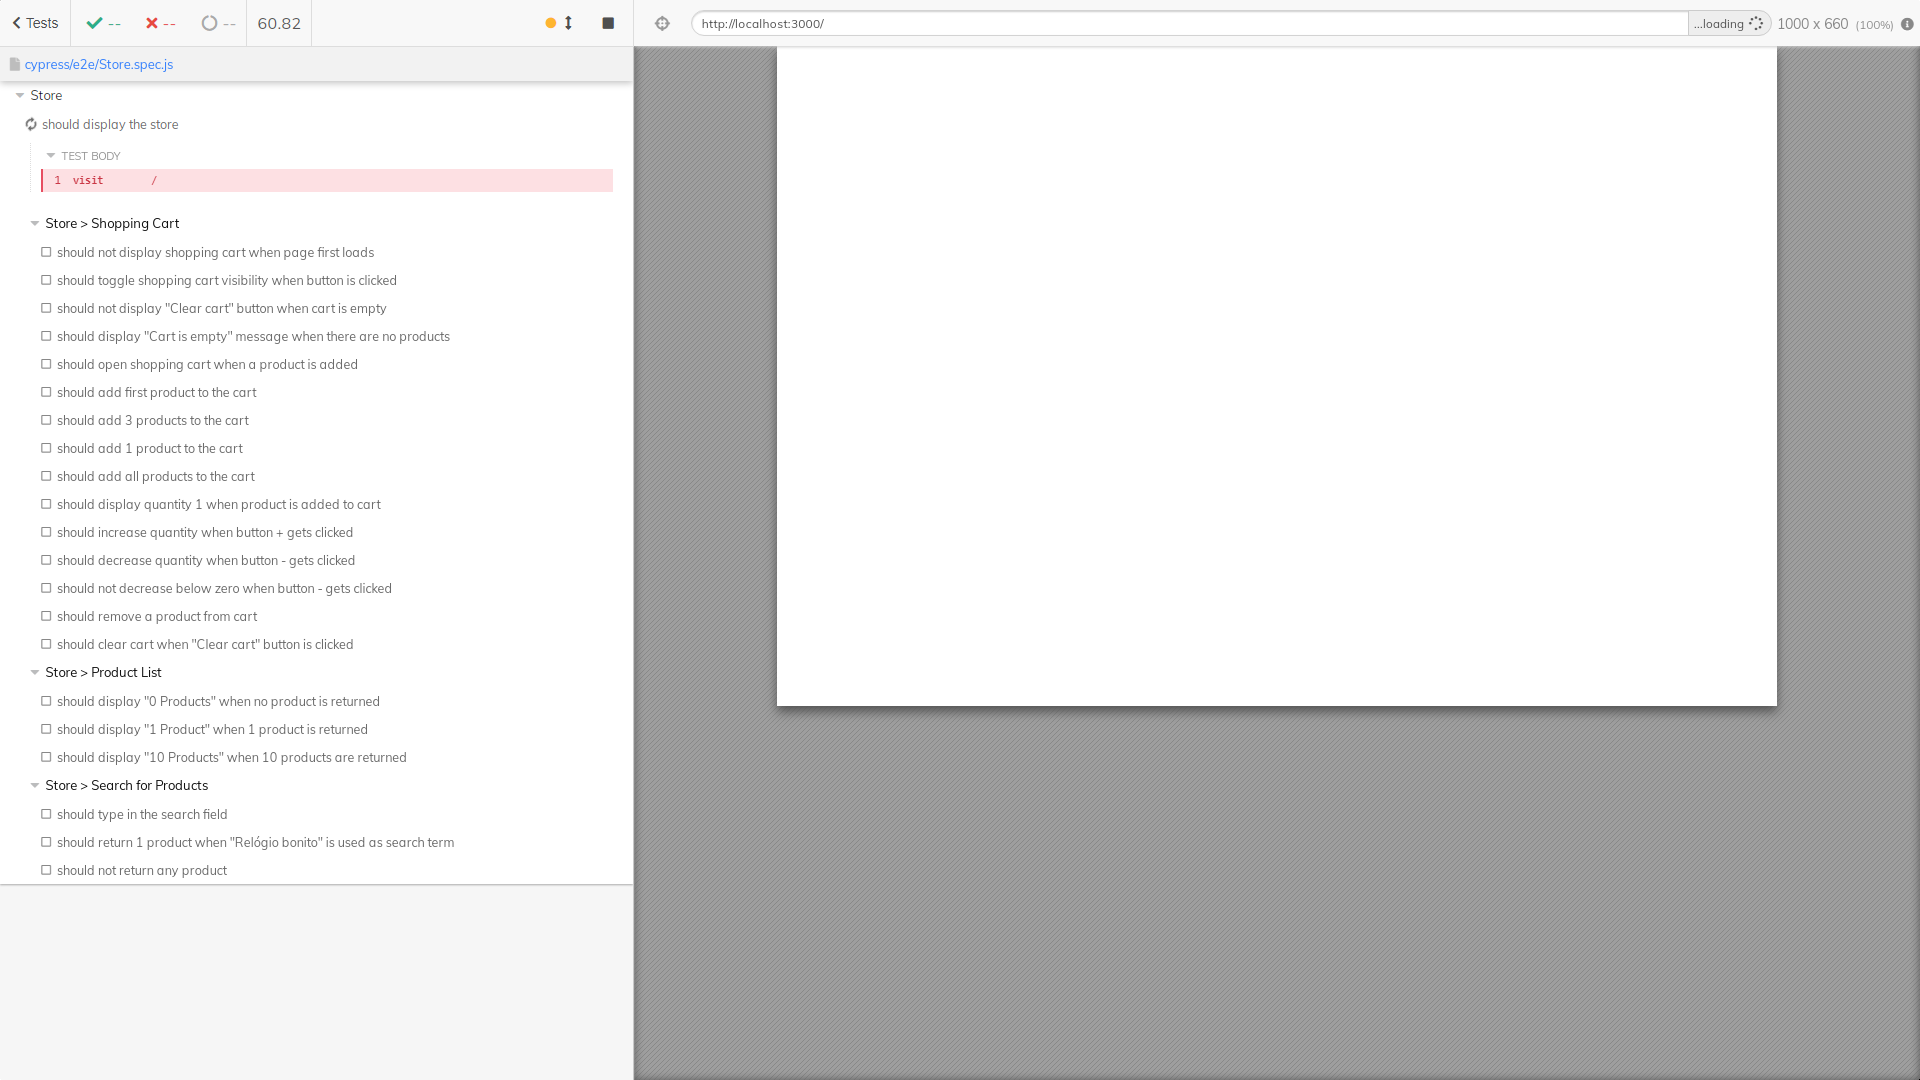 Tests
--
--
--
60.82
cypress/e2e/Store.spec.js
Store
should display the store
TEST BODY
1 visit /
Store > Shopping Cart
should not display shopping cart when page first loads
should toggle shopping cart visibility when button is clicked
should not display "Clear cart" button when cart is empty
should display "Cart is empty" message when there are no products
should open shopping cart when a product is added
should add first product to the cart
should add 3 products to the cart
should add 1 product to the cart
should add all products to the cart
should display quantity 1 when product is added to cart
should increase quantity when button + gets clicked
should decrease quantity when button - gets clicked
should not decrease below zero when button - gets clicked
should remove a product from cart
should clear cart when "Clear cart" button is clicked
Store > Product List
should display "0 Products" when no product is returned
should display "1 Product" when 1 product is returned
should display "10 Products" when 10 products are returned
Store > Search for Products
should type in the search field
should return 1 product when "Relógio bonito" is used as search term
should not return any product
http://localhost:3000/
...loading
1000 x 660 (100%)